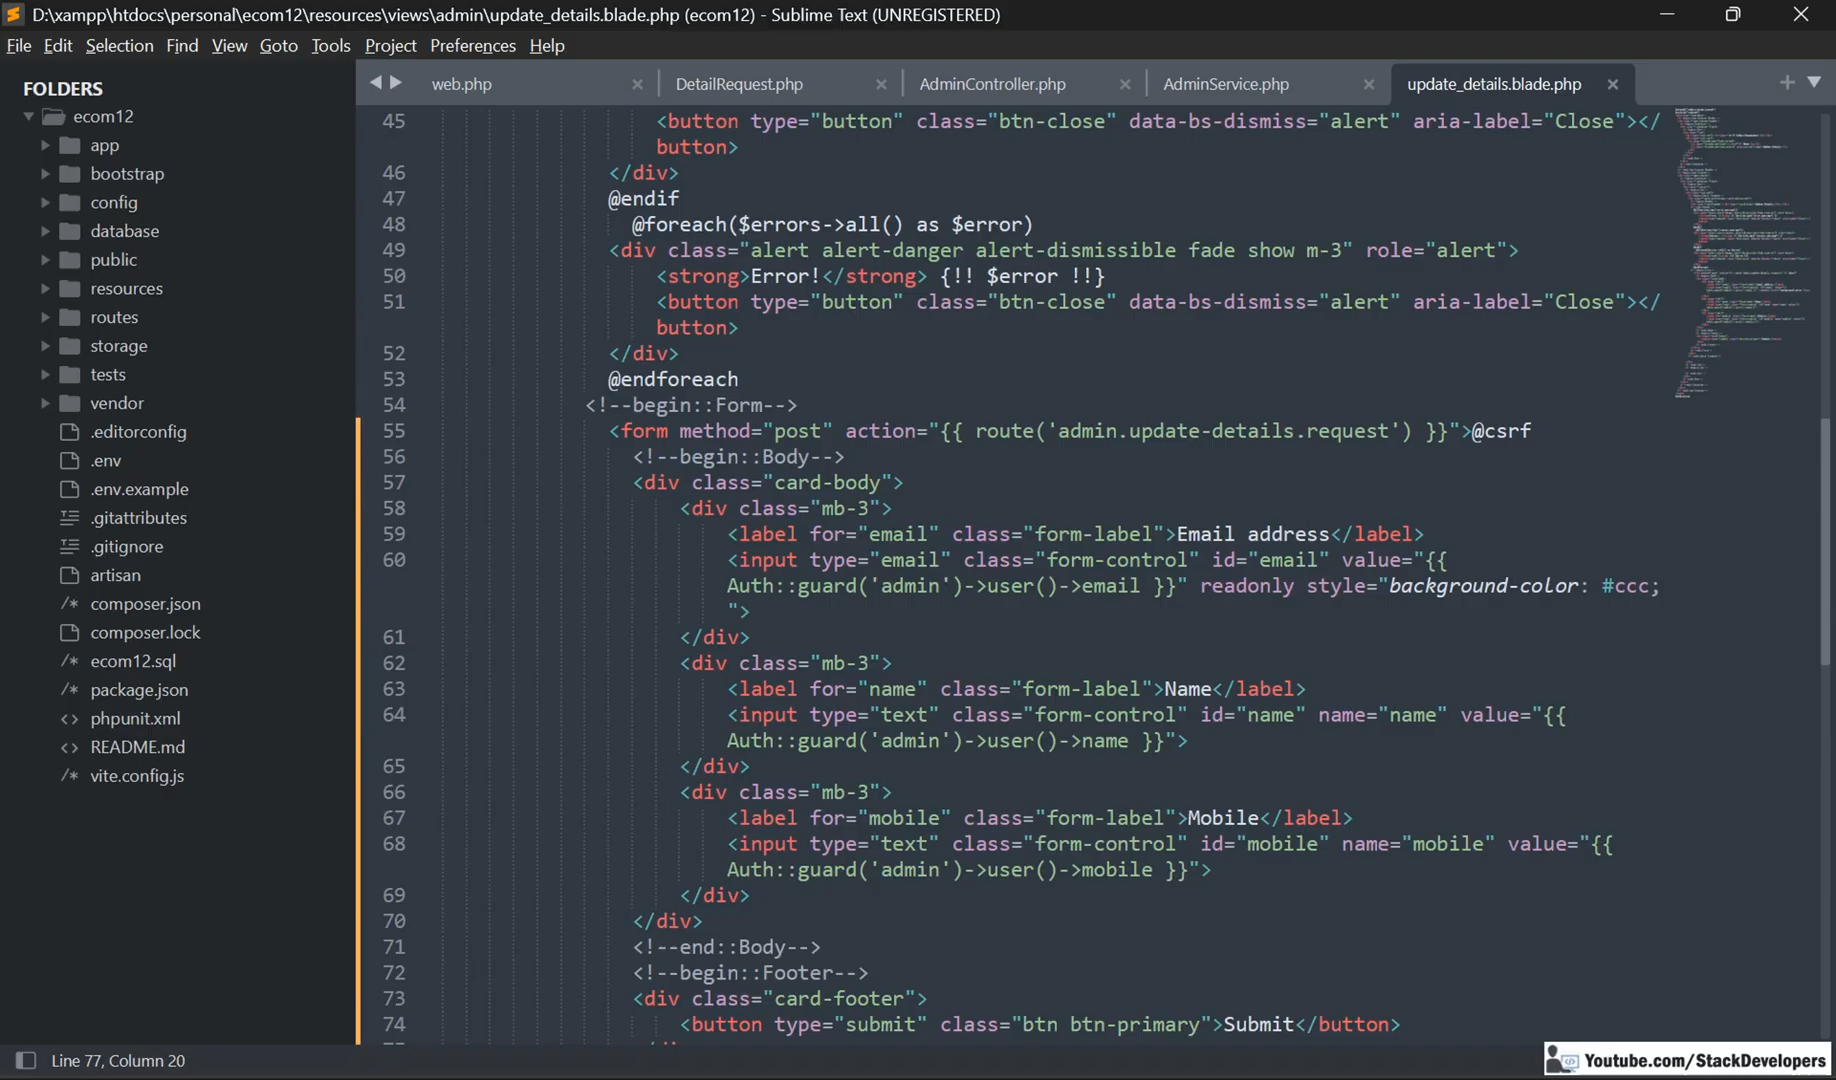 D:\xampp\htdocs\personal\ecom12\resources\views\admin\update_details.blade.php (ecom12) - Sublime Text (UNREGISTERED)
File Edit Selection Find View Goto Tools Project Preferences Help
FOLDERS
ecom12
app
bootstrap
config
database
public
resources
routes
storage
tests
vendor
.editorconfig
.env
.env.example
.gitattributes
.gitignore
artisan
/* composer.json
composer.lock
/* ecom12.sql
/* package.json
<> phpunit.xml
<> README.md
/* vite.config.js
web.php DetailRequest.php AdminController.php AdminService.php update_details.blade.php
45 <button type="button" class="btn-close" data-bs-dismiss="alert" aria-label="Close"></
button>
46 </div>
47 @endif
48 @foreach($errors->all() as $error)
49 <div class="alert alert-danger alert-dismissible fade show m-3" role="alert">
50 <strong>Error!</strong> {!! $error !!}
51 <button type="button" class="btn-close" data-bs-dismiss="alert" aria-label="Close"></
button>
52 </div>
53 @endforeach
54 <!--begin::Form-->
55 <form method="post" action="{{ route('admin.update-details.request') }}">@csrf
56 <!--begin::Body-->
57 <div class="card-body">
58 <div class="mb-3">
59 <label for="email" class="form-label">Email address</label>
60 <input type="email" class="form-control" id="email" value="{{
Auth::guard('admin')->user()->email }}" readonly style="background-color: #ccc;
">
61 </div>
62 <div class="mb-3">
63 <label for="name" class="form-label">Name</label>
64 <input type="text" class="form-control" id="name" name="name" value="{{
Auth::guard('admin')->user()->name }}">
65 </div>
66 <div class="mb-3">
67 <label for="mobile" class="form-label">Mobile</label>
68 <input type="text" class="form-control" id="mobile" name="mobile" value="{{
Auth::guard('admin')->user()->mobile }}">
69 </div>
70 </div>
71 <!--end::Body-->
72 <!--begin::Footer-->
73 <div class="card-footer">
74 <button type="submit" class="btn btn-primary">Submit</button>
Line 77, Column 20
Youtube.com/StackDevelopers